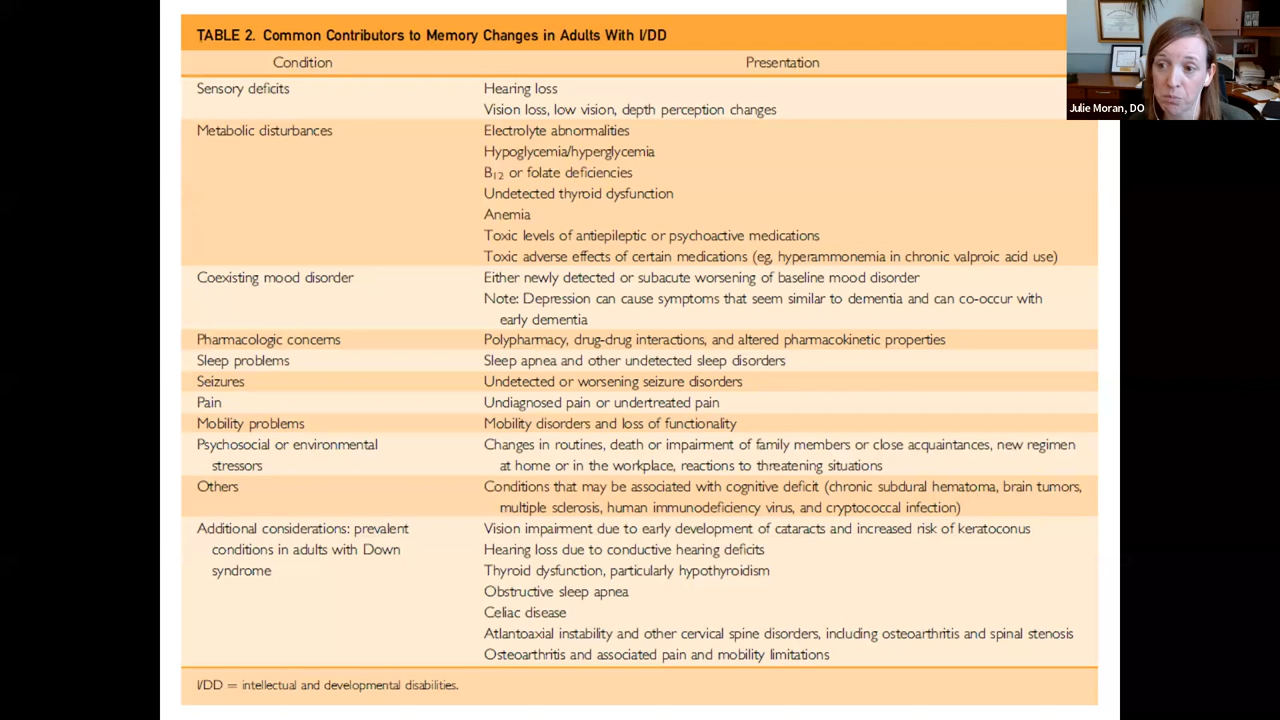 TABLE 2. Common Contributors to Memory Changes in Adults With I/DD
Condition Presentation
Sensory deficits Hearing loss
Vision loss, low vision, depth perception changes
Metabolic disturbances Electrolyte abnormalities
Hypoglycemia/hyperglycemia
B12 or folate deficiencies
Undetected thyroid dysfunction
Anemia
Toxic levels of antiepileptic or psychoactive medications
Toxic adverse effects of certain medications (eg, hyperammonemia in chronic valproic acid use)
Coexisting mood disorder Either newly detected or subacute worsening of baseline mood disorder
Note: Depression can cause symptoms that seem similar to dementia and can co-occur with
early dementia
Pharmacologic concerns Polypharmacy, drug-drug interactions, and altered pharmacokinetic properties
Sleep problems Sleep apnea and other undetected sleep disorders
Seizures Undetected or worsening seizure disorders
Pain Undiagnosed pain or undertreated pain
Mobility problems Mobility disorders and loss of functionality
Psychosocial or environmental Changes in routines, death or impairment of family members or close acquaintances, new regimen
stressors at home or in the workplace, reactions to threatening situations
Others Conditions that may be associated with cognitive deficit (chronic subdural hematoma, brain tumors,
multiple sclerosis, human immunodeficiency virus, and cryptococcal infection)
Additional considerations: prevalent Vision impairment due to early development of cataracts and increased risk of keratoconus
conditions in adults with Down Hearing loss due to conductive hearing deficits
syndrome Thyroid dysfunction, particularly hypothyroidism
Obstructive sleep apnea
Celiac disease
Atlantoaxial instability and other cervical spine disorders, including osteoarthritis and spinal stenosis
Osteoarthritis and associated pain and mobility limitations
I/DD = intellectual and developmental disabilities.
Julie Moran, DO